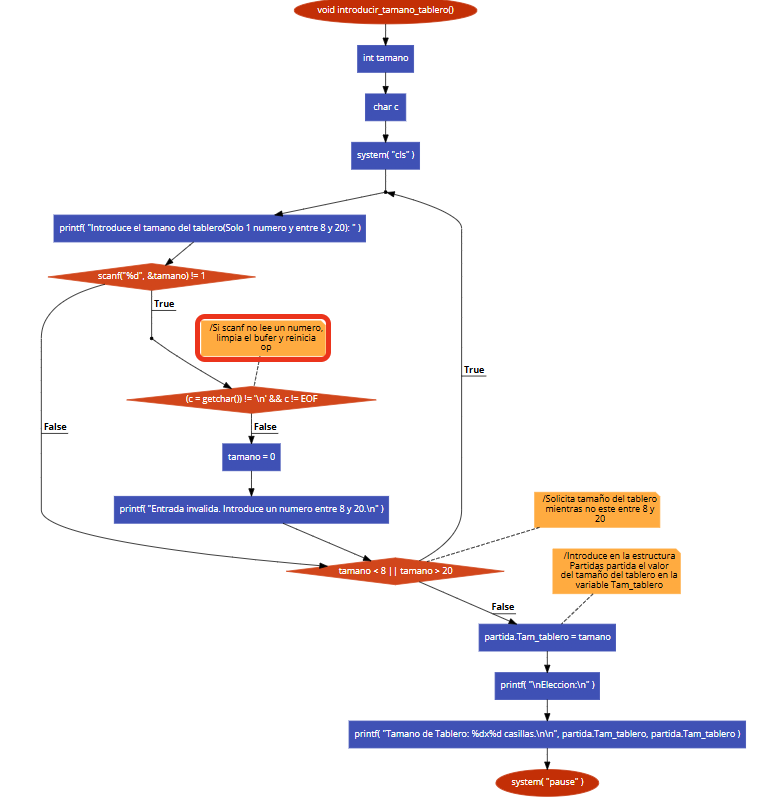 void introducir_tamano_tablero()
int tamano
char c
system( "cls" )
printf( "Introduce el tamano del tablero(Solo 1 numero y entre 8 y 20): " )
scanf("%d", &tamano) != 1
True
/Si scanf no lee un numero,
limpia el bufer y reinicia
op
True
(c = getchar()) != '\n' && c != EOF
False
False
tamano = 0
printf( "Entrada invalida. Introduce un numero entre 8 y 20.\n" )
/Solicita tamaño del tablero
mientras no este entre 8 y
20
tamano < 8 || tamano > 20
/Introduce en la estructura
Partidas partida el valor
del tamaño del tablero en la
variable Tam_tablero
False
partida.Tam_tablero = tamano
printf( "\nEleccion:\n" )
printf( "Tamano de Tablero: %dx%d casillas.\n\n", partida.Tam_tablero, partida.Tam_tablero )
system( "pause" )